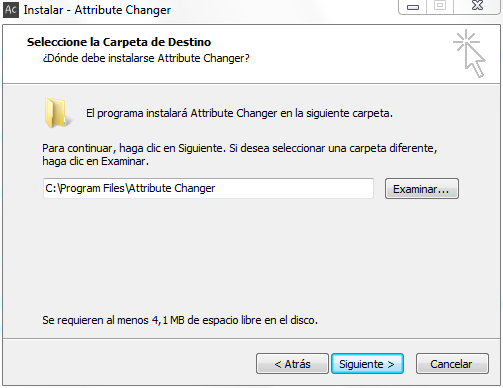 Ac Instalar - Attribute Changer
Seleccione la Carpeta de Destino
¿Dónde debe instalarse Attribute Changer?
El programa instalará Attribute Changer en la siguiente carpeta.
Para continuar, haga clic en Siguiente. Si desea seleccionar una carpeta diferente,
haga clic en Examinar.
C:\Program Files\Attribute Changer Examinar...
Se requieren al menos 4,1 MB de espacio libre en el disco.
< Atrás Siguiente > Cancelar